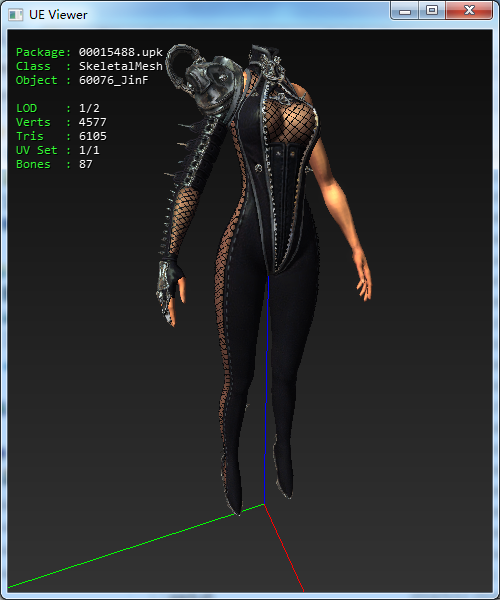 UE Viewer
Package: 00015488.upk
Class : SkeletalMesh
Object : 60076_JinF
LOD : 1/2
Verts : 4577
Tris : 6105
UV Set : 1/1
Bones : 87